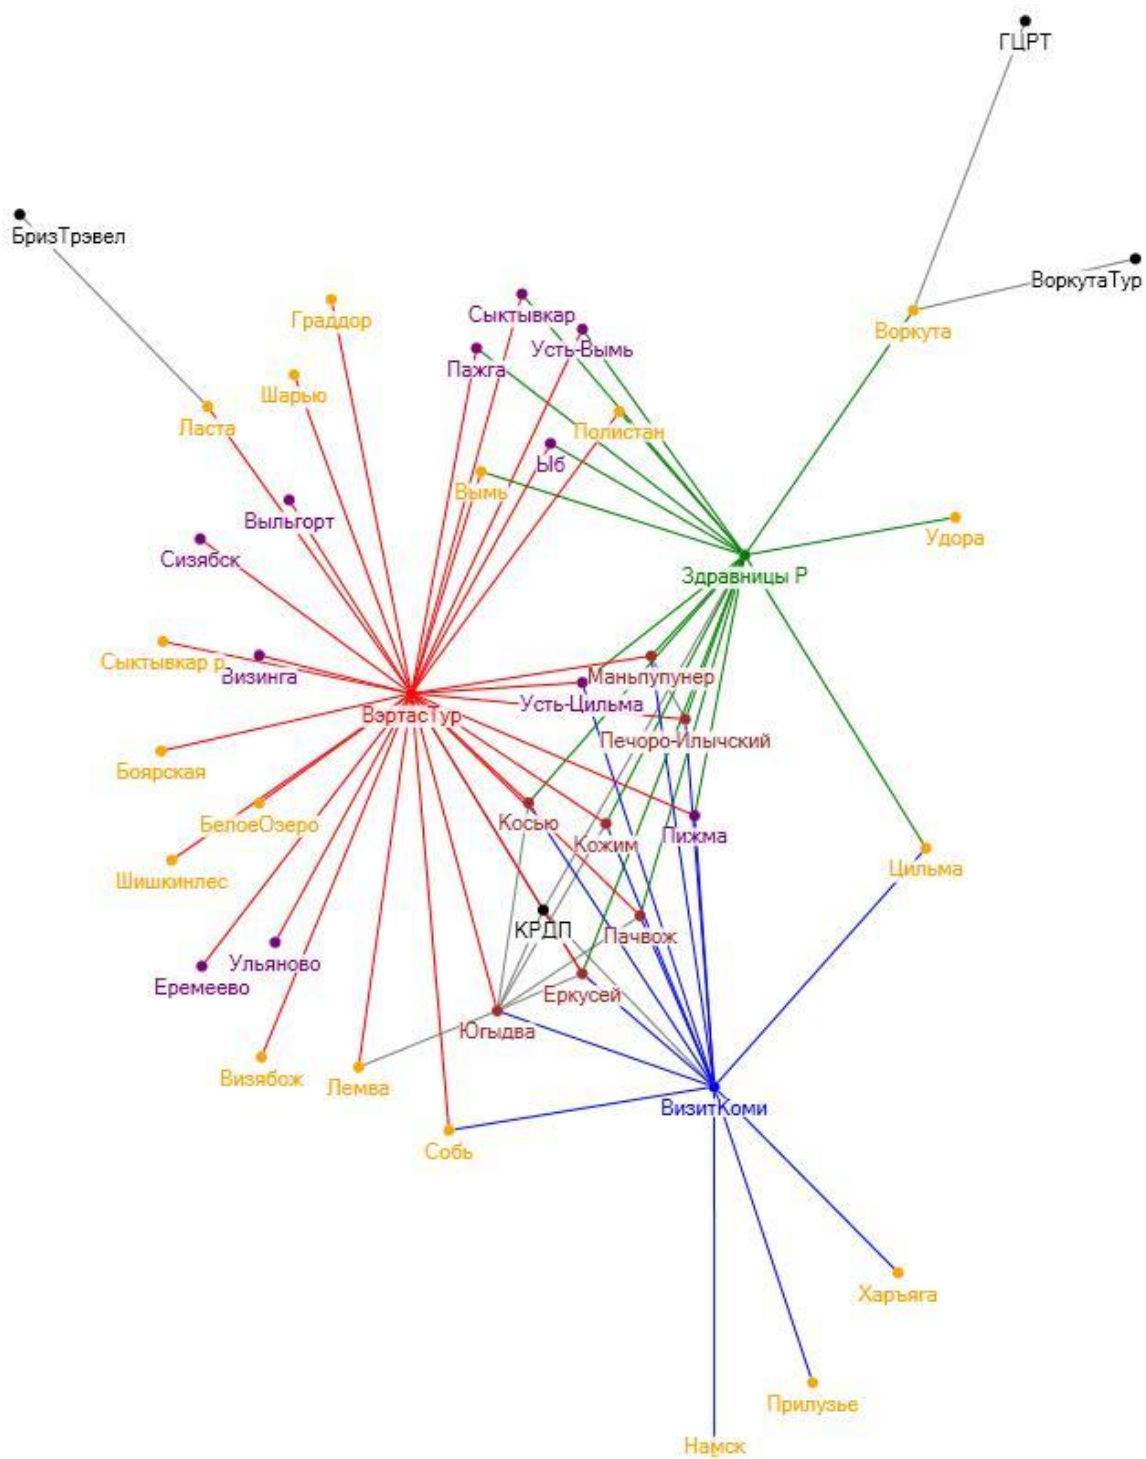 ГЦРТ
БризТрэвел
ВоркутаТур
Сыктывкар
Граддор
Воркута
Усть-Вымь
Пажга
Шарью
Ласта
Полистан
Ыб
Вымь
Выльгорт
Удора
Сизябск
Здравницы Р
Сыктывкар р
Визинга
Маньпупунер
Усть-Цильма
ВэртасТур
Печоро-Илычский
Боярская
БелоеОзеро
Косью
Пижма
Кожим
Цильма
Шишкинлес
КРДП
Пачвож
Ульяново
Еремеево
Еркусей
Югыдва
Визябож
Лемва
ВизитКоми
Собь
Харъяга
Прилузье
Намск